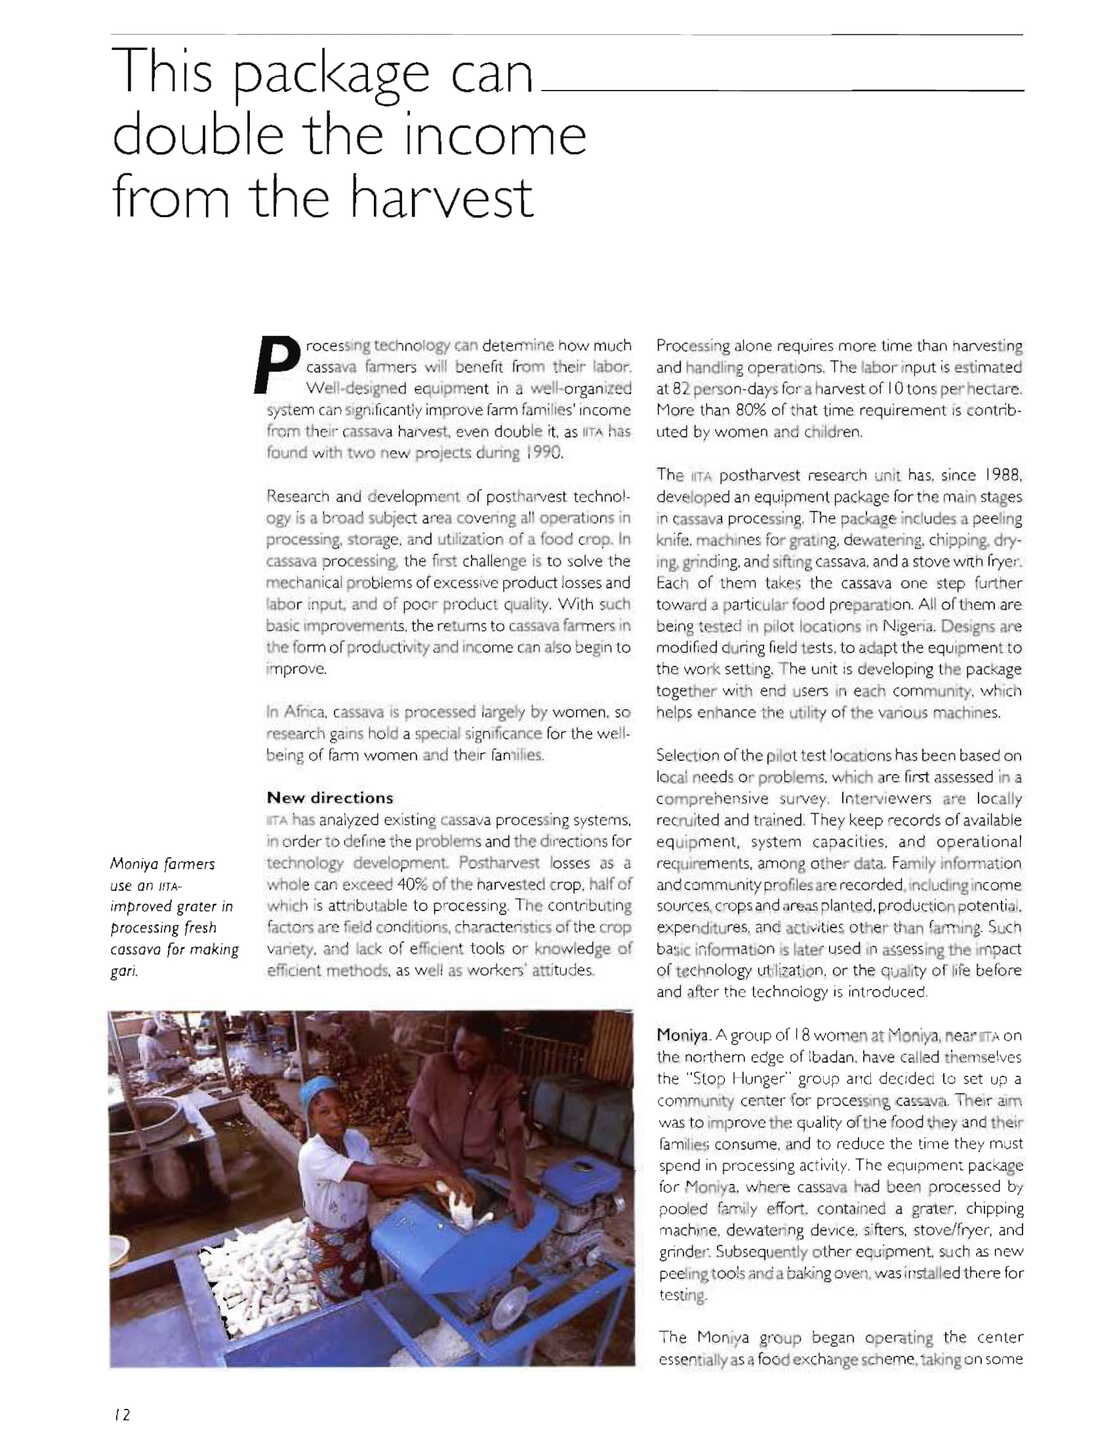 This package can
double the income
from the harvest
Processing technology can determine how much
cassava farmers will benefit from their labor.
Well-designed equipment in a well-organized
system can significantly improve farm families' income
from their cassava harvest, even double it, as IITA has
found with two new projects during 1990.
Research and development of postharvest technol-
ogy is a broad subject area covering all operations in
processing, storage, and utilization of a food crop. In
cassava processing, the first challenge is to solve the
mechanical problems of excessive product losses and
labor input, and of poor product quality. With such
basic improvements, the returns to cassava farmers in
the form of productivity and income can also begin to
improve.
In Africa, cassava is processed largely by women, so
research gains hold a special significance for the well-
being of farm women and their families.
New directions
IITA has analyzed existing cassava processing systems,
in order to define the problems and the directions for
technology development. Postharvest losses as a
whole can exceed 40% of the harvested crop, half of
which is attributable to processing. The contributing
factors are field conditions, characteristics of the crop
variety, and lack of efficient tools or knowledge of
efficient methods, as well as workers' attitudes.
Moniya farmers
use an IITA-
improved grater in
processing fresh
cassava for making
gari.
Processing alone requires more time than harvesting
and handling operations. The labor input is estimated
at 82 person-days for a harvest of 10 tons per hectare.
More than 80% of that time requirement is contrib-
uted by women and children.
The IITA postharvest research unit has, since 1988,
developed an equipment package for the main stages
in cassava processing. The package includes a peeling
knife, machines for grating, dewatering, chipping, dry-
ing, grinding, and sifting cassava, and a stove with fryer.
Each of them takes the cassava one step further
toward a particular food preparation. All of them are
being tested in pilot locations in Nigeria. Designs are
modified during field tests, to adapt the equipment to
the work setting. The unit is developing the package
together with end users in each community, which
helps enhance the utility of the various machines.
Selection of the pilot test locations has been based on
local needs or problems, which are first assessed in a
comprehensive survey. Interviewers are locally
recruited and trained. They keep records of available
equipment, system capacities, and operational
requirements, among other data. Family information
and community profiles are recorded, including income
sources, crops and areas planted, production potential,
expenditures, and activities other than farming. Such
basic information is later used in assessing the impact
of technology utilization, or the quality of life before
and after the technology is introduced.
Moniya. A group of 18 women at Moniya, near IITA on
the northern edge of Ibadan, have called themselves
the "Stop Hunger" group and decided to set up a
community center for processing cassava. Their aim
was to improve the quality of the food they and their
families consume, and to reduce the time they must
spend in processing activity. The equipment package
for Moniya, where cassava had been processed by
pooled family effort, contained a grater, chipping
machine, dewatering device, sifters, stove/fryer, and
grinder. Subsequently other equipment, such as new
peeling tools and a baking oven, was installed there for
testing.
The Moniya group began operating the center
essentially as a food exchange scheme, taking on some
12